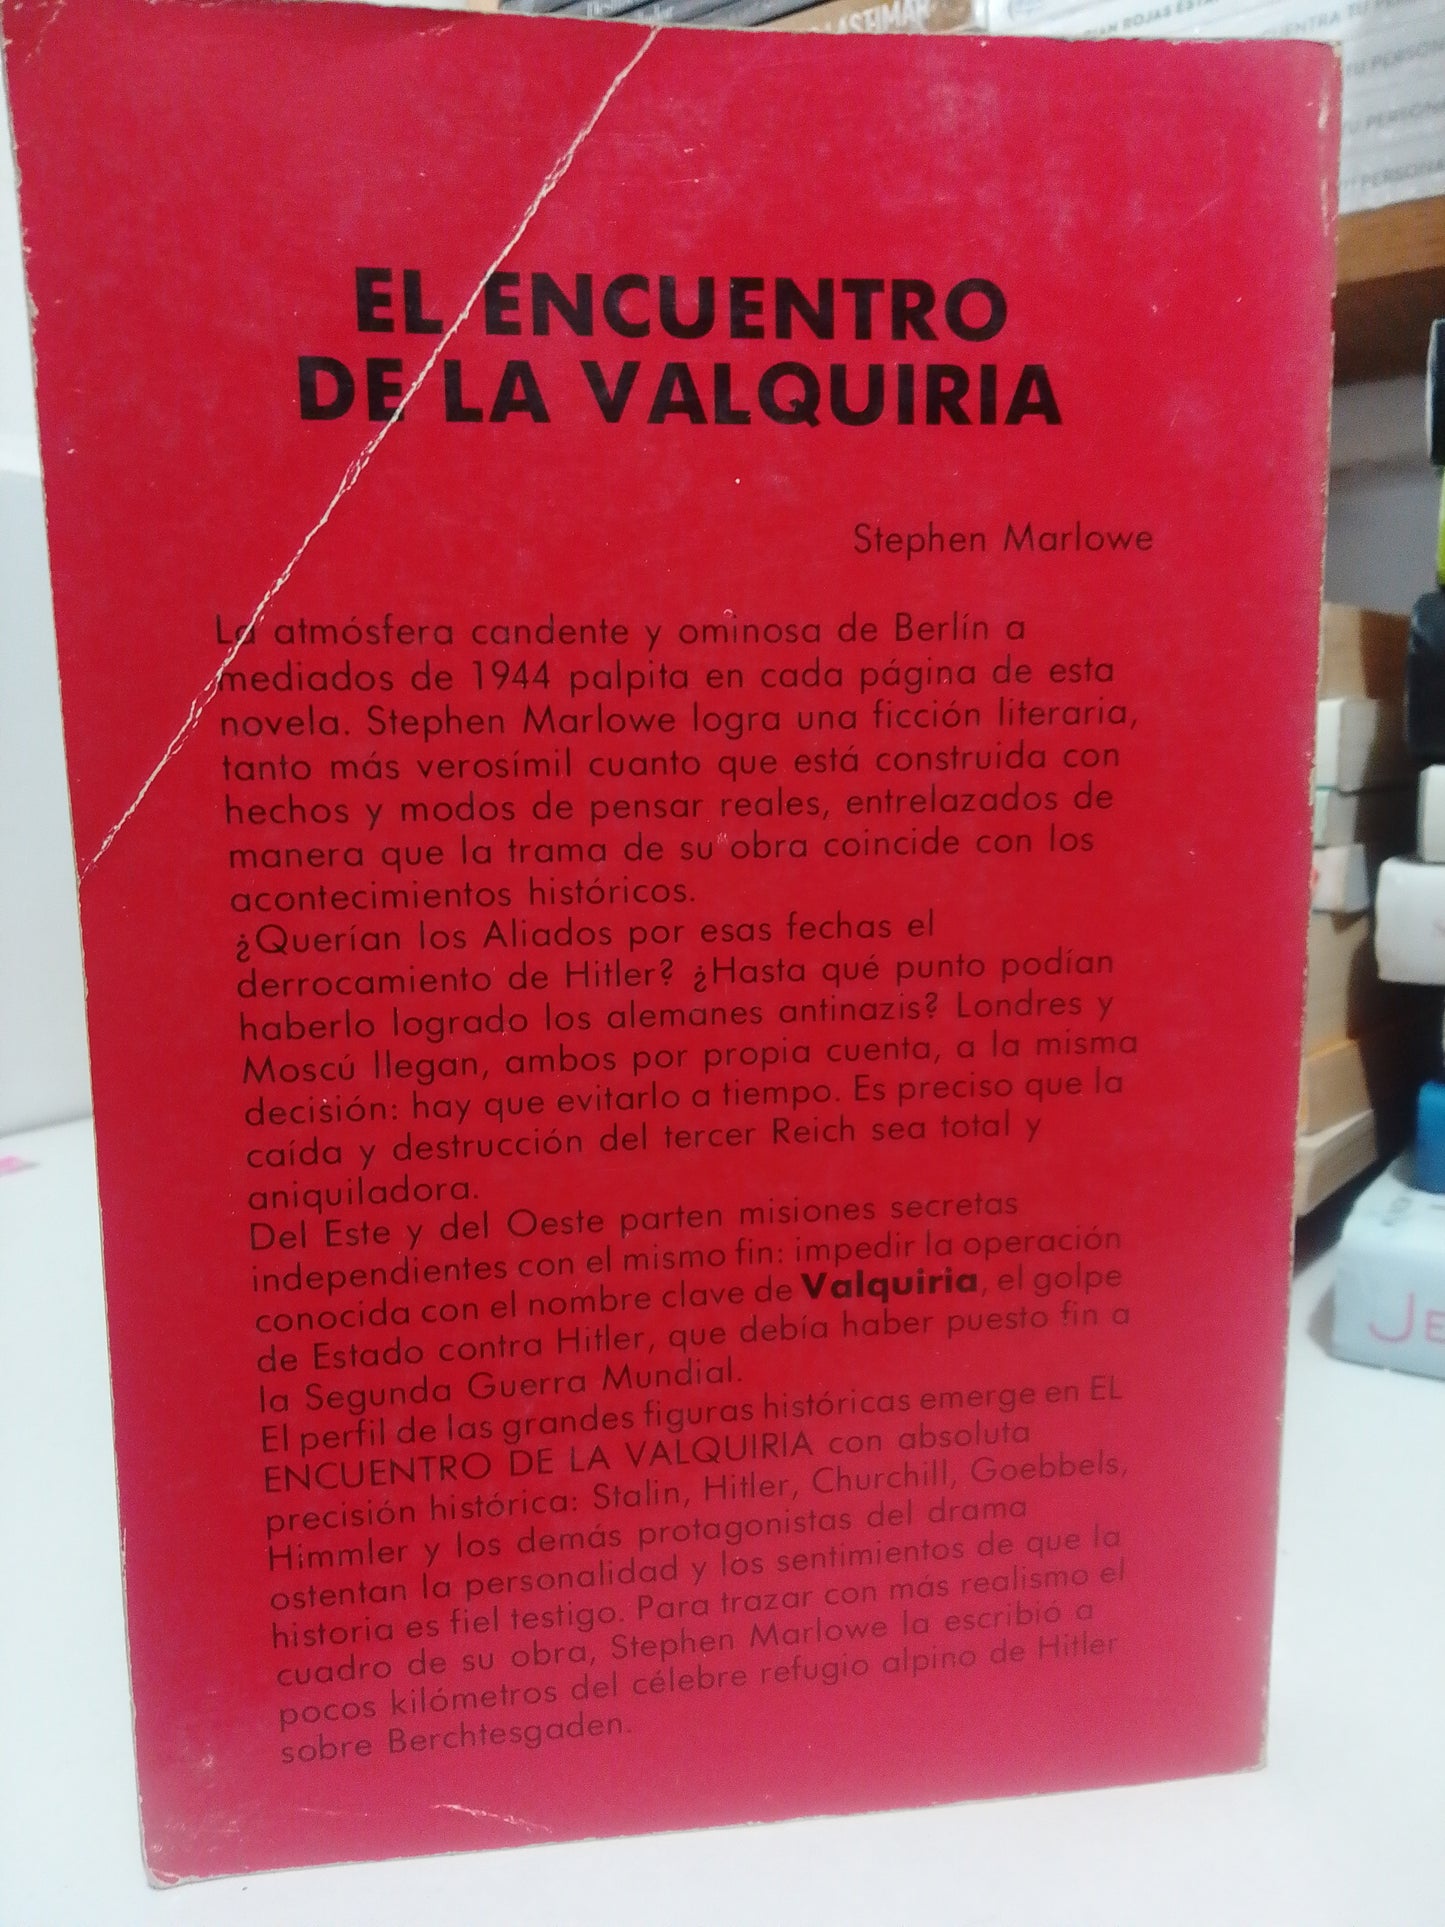 EL ENCUENTRO
DE LA VALQUIRIA
Stephen Marlowe
La atmósfera candente y ominosa de Berlín a
mediados de 1944 palpita en cada página de esta
novela. Stephen Marlowe logra una ficción literaria,
tanto más verosímil cuanto que está construida con
hechos y modos de pensar reales, entrelazados de
manera que la trama de su obra coincide con los
acontecimientos históricos.
¿Querían los Aliados por esas fechas el
derrocamiento de Hitler? ¿Hasta qué punto podían
haberlo logrado los alemanes antinazis? Londres y
Moscú llegan, ambos por propia cuenta, a la misma
decisión: hay que evitarlo a tiempo. Es preciso que la
caída y destrucción del tercer Reich sea total y
aniquiladora.
Del Este y del Oeste parten misiones secretas
independientes con el mismo fin: impedir la operación
conocida con el nombre clave de Valquiria, el golpe
de Estado contra Hitler, que debía haber puesto fin a
la Segunda Guerra Mundial.
El perfil de las grandes figuras históricas emerge en EL
ENCUENTRO DE LA VALQUIRIA con absoluta
precisión histórica: Stalin, Hitler, Churchill, Goebbels,
Himmler y los demás protagonistas del drama
ostentan la personalidad y los sentimientos de que la
historia es fiel testigo. Para trazar con más realismo el
cuadro de su obra, Stephen Marlowe la escribió a
pocos kilómetros del célebre refugio alpino de Hitler
sobre Berchtesgaden.